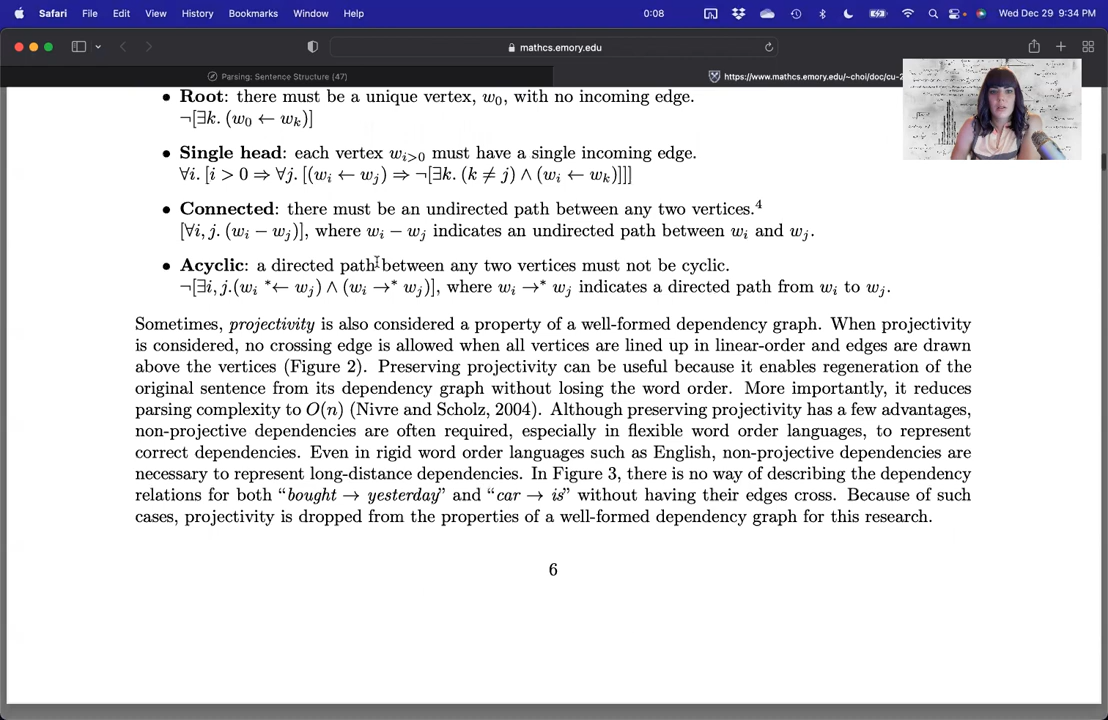 Safari File Edit View History Bookmarks Window Help 0:08 Wed Dec 29 9:34 PM
mathcs.emory.edu
Parsing: Sentence Structure (47) https://www.mathcs.emory.edu/~choi/doc/cu-2
• Root: there must be a unique vertex, w₀, with no incoming edge.
¬[∃k. (w₀ ← wₖ)]
• Single head: each vertex wᵢ>₀ must have a single incoming edge.
∀i. [i > 0 ⇒ ∀j. [(wᵢ ← wⱼ) ⇒ ¬[∃k. (k ≠ j) ∧ (wᵢ ← wₖ)]]]
• Connected: there must be an undirected path between any two vertices.⁴
[∀i, j. (wᵢ − wⱼ)], where wᵢ − wⱼ indicates an undirected path between wᵢ and wⱼ.
• Acyclic: a directed path between any two vertices must not be cyclic.
¬[∃i, j.(wᵢ *← wⱼ) ∧ (wᵢ →* wⱼ)], where wᵢ →* wⱼ indicates a directed path from wᵢ to wⱼ.
Sometimes, projectivity is also considered a property of a well-formed dependency graph. When projectivity
is considered, no crossing edge is allowed when all vertices are lined up in linear-order and edges are drawn
above the vertices (Figure 2). Preserving projectivity can be useful because it enables regeneration of the
original sentence from its dependency graph without losing the word order. More importantly, it reduces
parsing complexity to O(n) (Nivre and Scholz, 2004). Although preserving projectivity has a few advantages,
non-projective dependencies are often required, especially in flexible word order languages, to represent
correct dependencies. Even in rigid word order languages such as English, non-projective dependencies are
necessary to represent long-distance dependencies. In Figure 3, there is no way of describing the dependency
relations for both “bought → yesterday” and “car → is” without having their edges cross. Because of such
cases, projectivity is dropped from the properties of a well-formed dependency graph for this research.
6